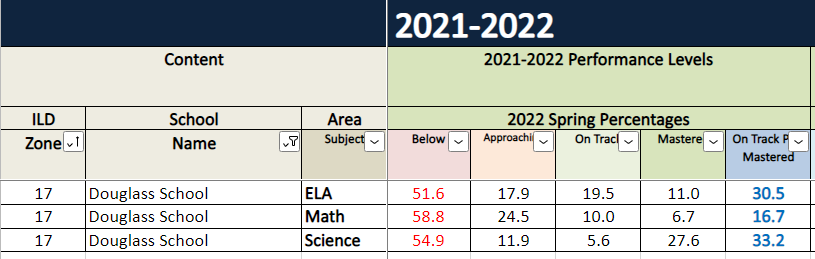 2021-2022
Content 2021-2022 Performance Levels
ILD School Area 2022 Spring Percentages
Zone Name Subject Below Approachi On Trac Mastere On Track P
Mastered
17 Douglass School ELA 51.6 17.9 19.5 11.0 30.5
17 Douglass School Math 58.8 24.5 10.0 6.7 16.7
17 Douglass School Science 54.9 11.9 5.6 27.6 33.2